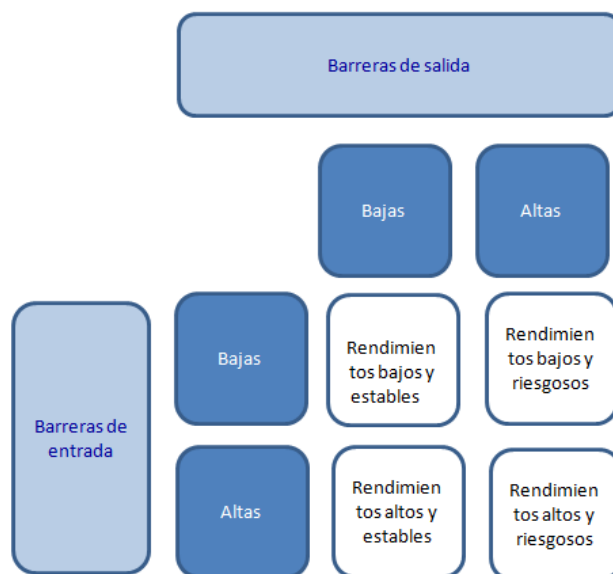 Barreras de salida
Bajas
Altas
Barreras de
entrada
Bajas
Rendimien
tos bajos y
estables
Rendimien
tos bajos y
riesgosos
Altas
Rendimien
tos altos y
estables
Rendimien
tos altos y
riesgosos